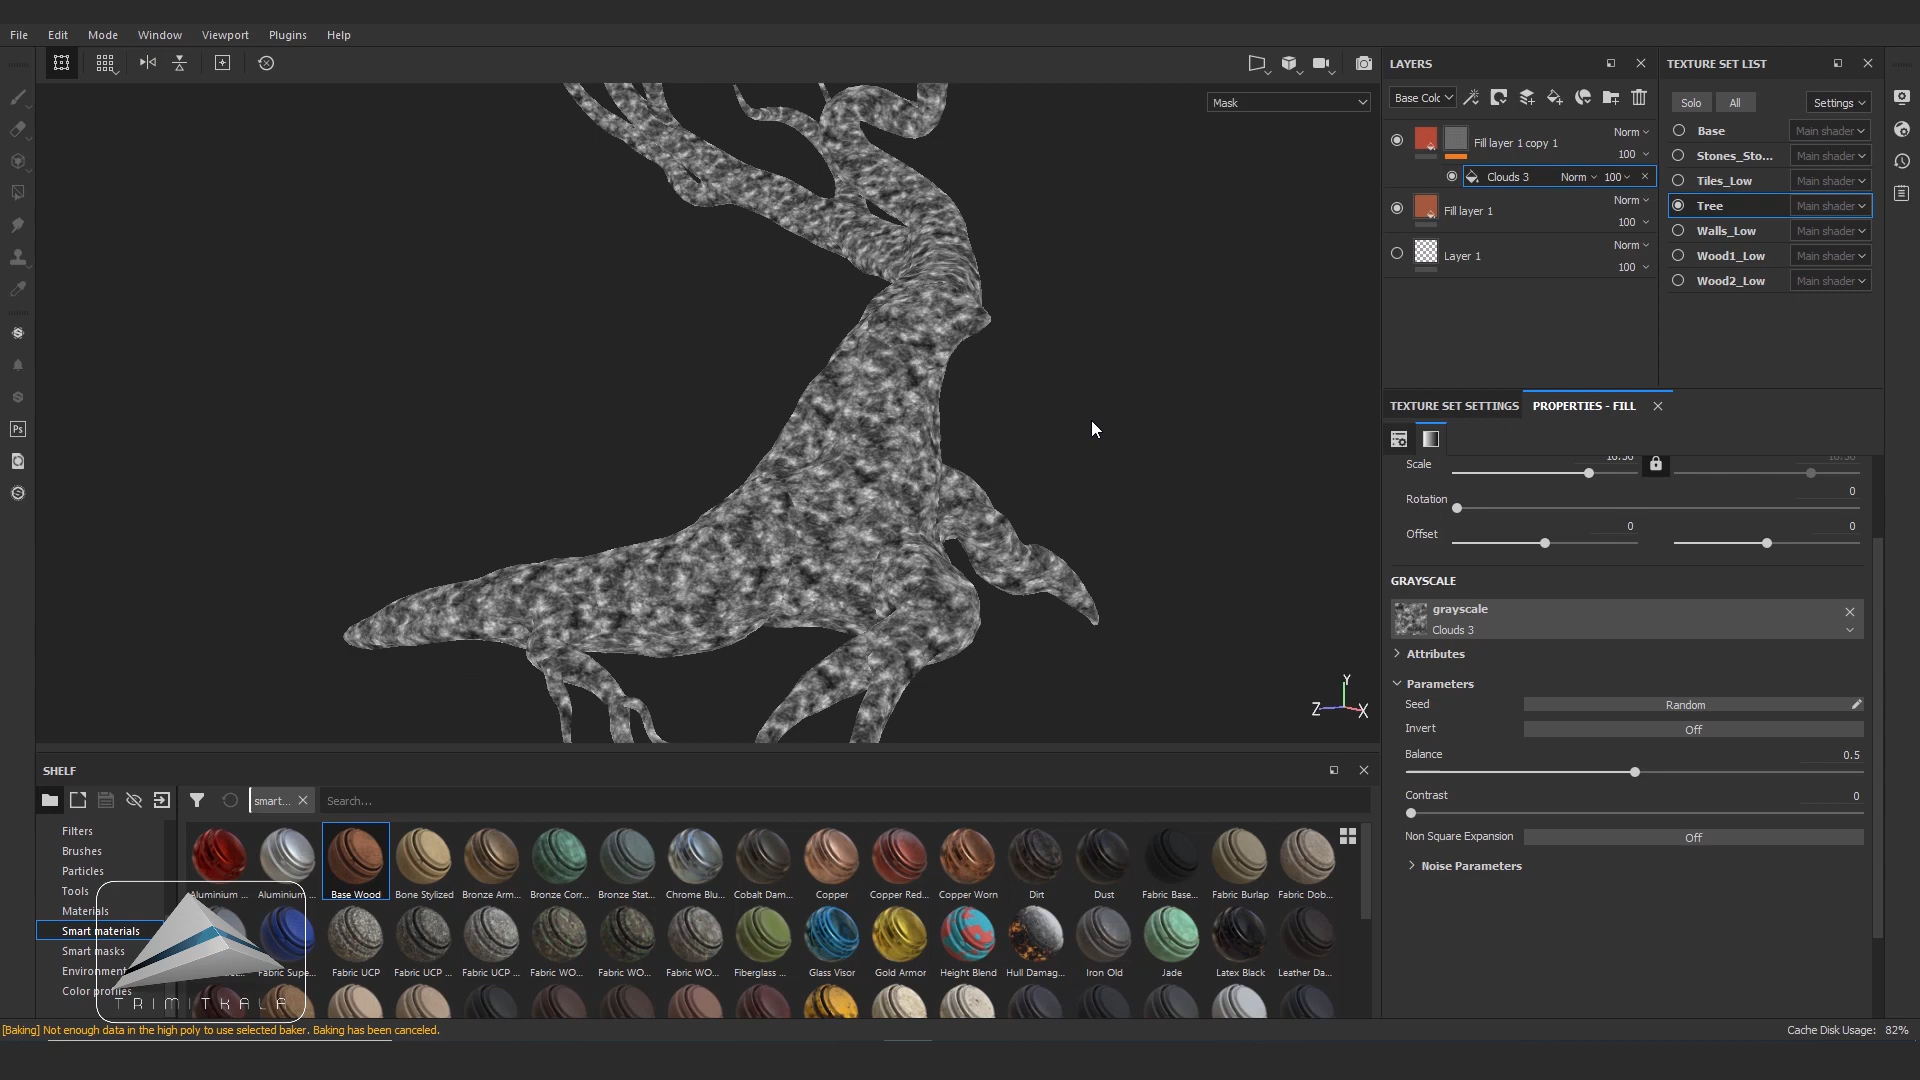 File Edit Mode Window Viewport Plugins Help
Mask
LAYERS
Base Colc
Fill layer 1 copy 1 Norm 100
Clouds 3 Norm 100
Fill layer 1 Norm 100
Layer 1 Norm 100
TEXTURE SET LIST
Solo All Settings
Base Main shader
Stones_Sto... Main shader
Tiles_Low Main shader
Tree Main shader
Walls_Low Main shader
Wood1_Low Main shader
Wood2_Low Main shader
TEXTURE SET SETTINGS PROPERTIES - FILL
Scale
Rotation 0
Offset 0 0
GRAYSCALE
grayscale
Clouds 3
Attributes
Parameters
Seed Random
Invert Off
Balance 0.5
Contrast 0
Non Square Expansion Off
Noise Parameters
Y
Z X
SHELF
smart... Search...
Filters
Brushes
Particles
Tools
Materials
Smart materials
Smart masks
Environment
Color profiles
Aluminium ... Aluminium ... Base Wood Bone Stylized Bronze Arm... Bronze Corr... Bronze Stat... Chrome Blu... Cobalt Dam... Copper Copper Red... Copper Worn Dirt Dust Fabric Base... Fabric Burlap Fabric Dob...
Fabric Supe... Fabric UCP Fabric UCP ... Fabric UCP ... Fabric WO... Fabric WO... Fabric WO... Fiberglass ... Glass Visor Gold Armor Height Blend Hull Damag... Iron Old Jade Latex Black Leather Da...
TRIMITKALA
[Baking] Not enough data in the high poly to use selected baker. Baking has been canceled.
Cache Disk Usage: 82%
Ps